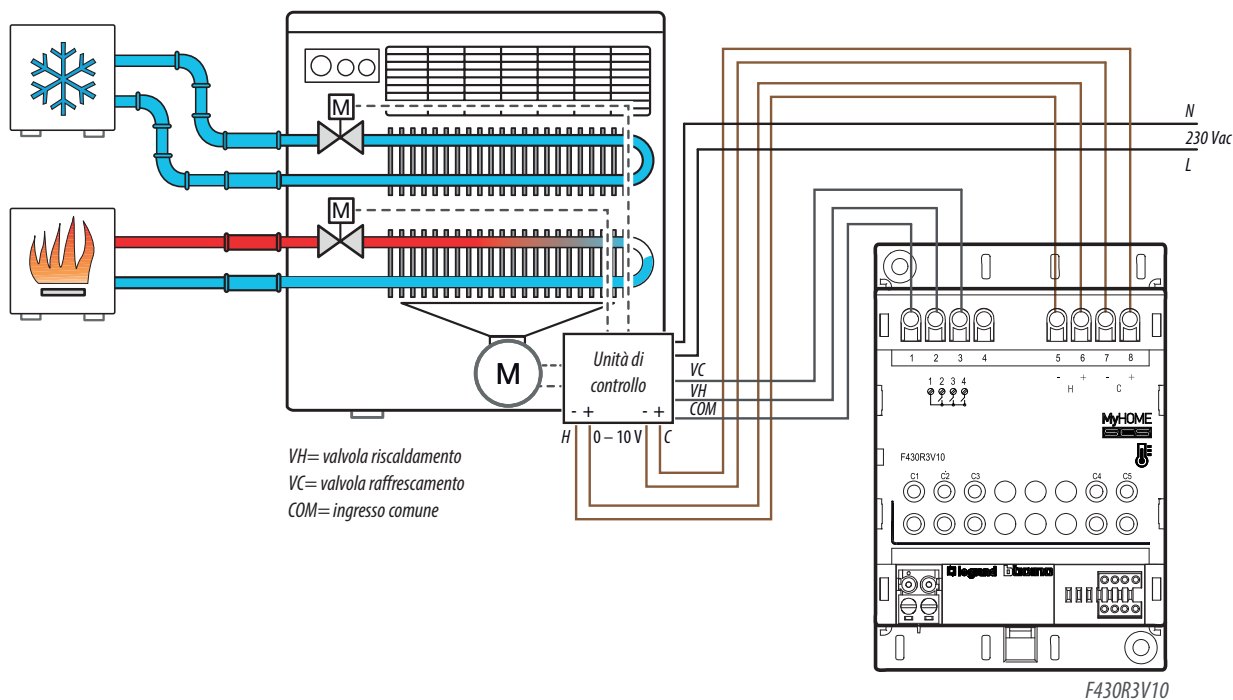 M
M
M
N
230 Vac
L
Unità di
controllo
VC
VH
COM
- + - +
H 0 – 10 V C
VH= valvola riscaldamento
VC= valvola raffrescamento
COM= ingresso comune
1 2 3 4 5 6 7 8
- + - +
H C
1 2 3 4
MyHOME
SCS
F430R3V10
C1 C2 C3 C4 C5
legrand bticino
F430R3V10